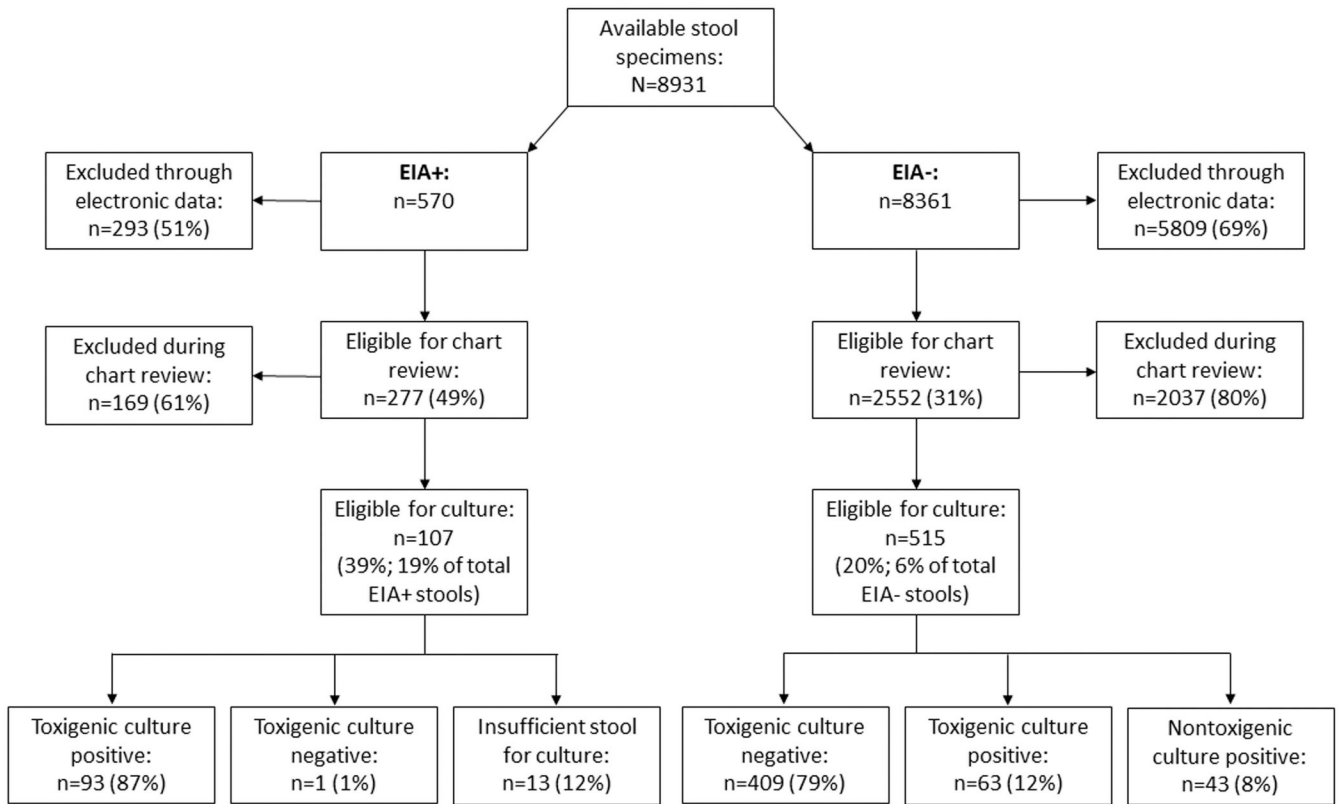 Available stool
specimens:
N=8931
Excluded through
electronic data:
n=293 (51%)
EIA+:
n=570
EIA-:
n=8361
Excluded through
electronic data:
n=5809 (69%)
Excluded during
chart review:
n=169 (61%)
Eligible for chart
review:
n=277 (49%)
Eligible for chart
review:
n=2552 (31%)
Excluded during
chart review:
n=2037 (80%)
Eligible for culture:
n=107
(39%; 19% of total
EIA+ stools)
Eligible for culture:
n=515
(20%; 6% of total
EIA- stools)
Toxigenic culture
positive:
n=93 (87%)
Toxigenic culture
negative:
n=1 (1%)
Insufficient stool
for culture:
n=13 (12%)
Toxigenic culture
negative:
n=409 (79%)
Toxigenic culture
positive:
n=63 (12%)
Nontoxigenic
culture positive:
n=43 (8%)